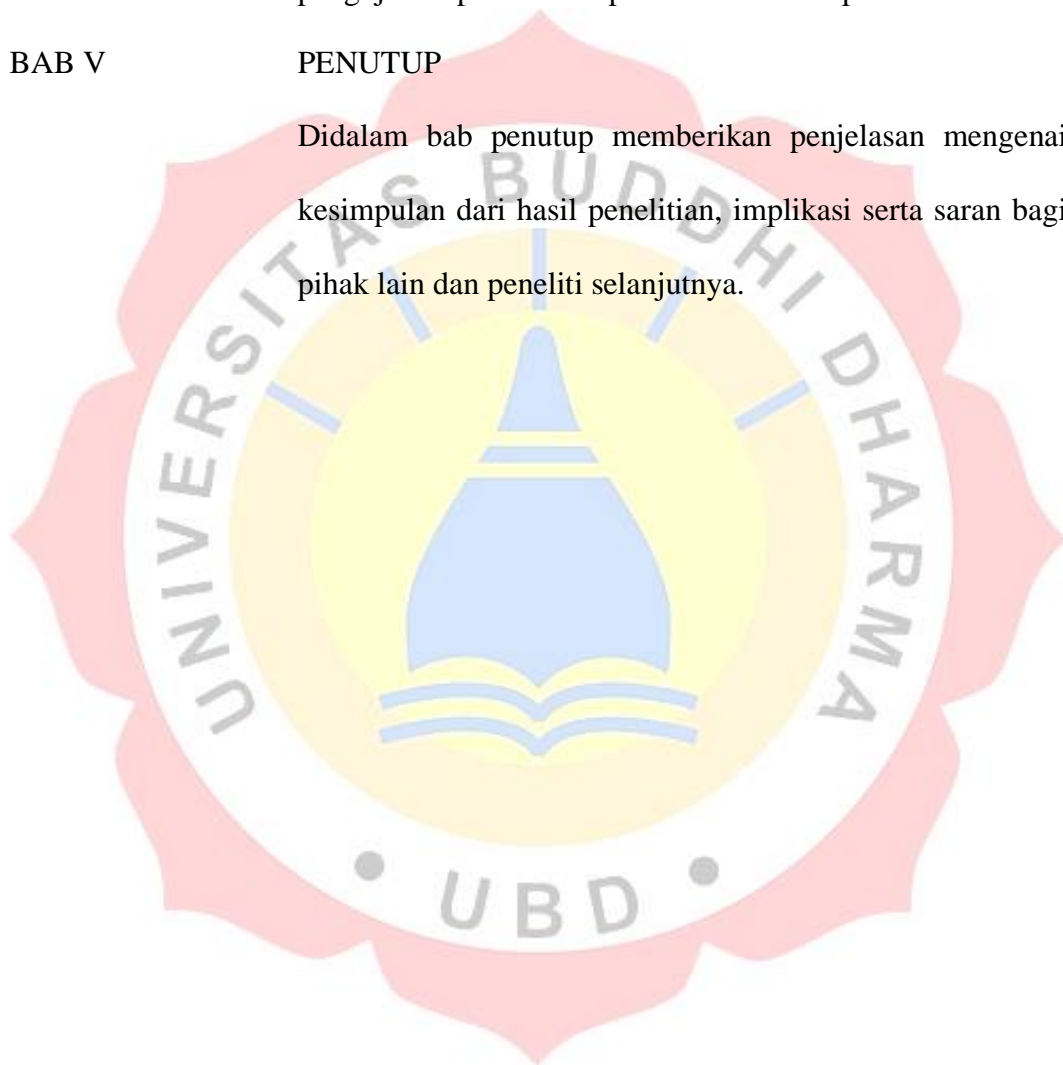 BAB V PENUTUP
Didalam bab penutup memberikan penjelasan mengenai
kesimpulan dari hasil penelitian, implikasi serta saran bagi
pihak lain dan peneliti selanjutnya.
UNIVERSITAS BUDDHI DHARMA
• UBD •